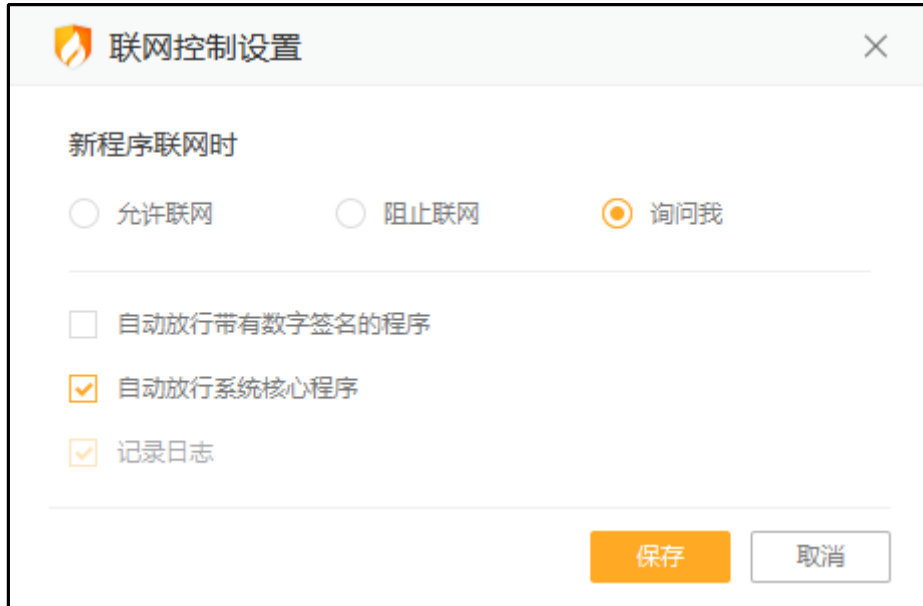 联网控制设置
新程序联网时
允许联网 阻止联网 询问我
自动放行带有数字签名的程序
自动放行系统核心程序
记录日志
保存 取消